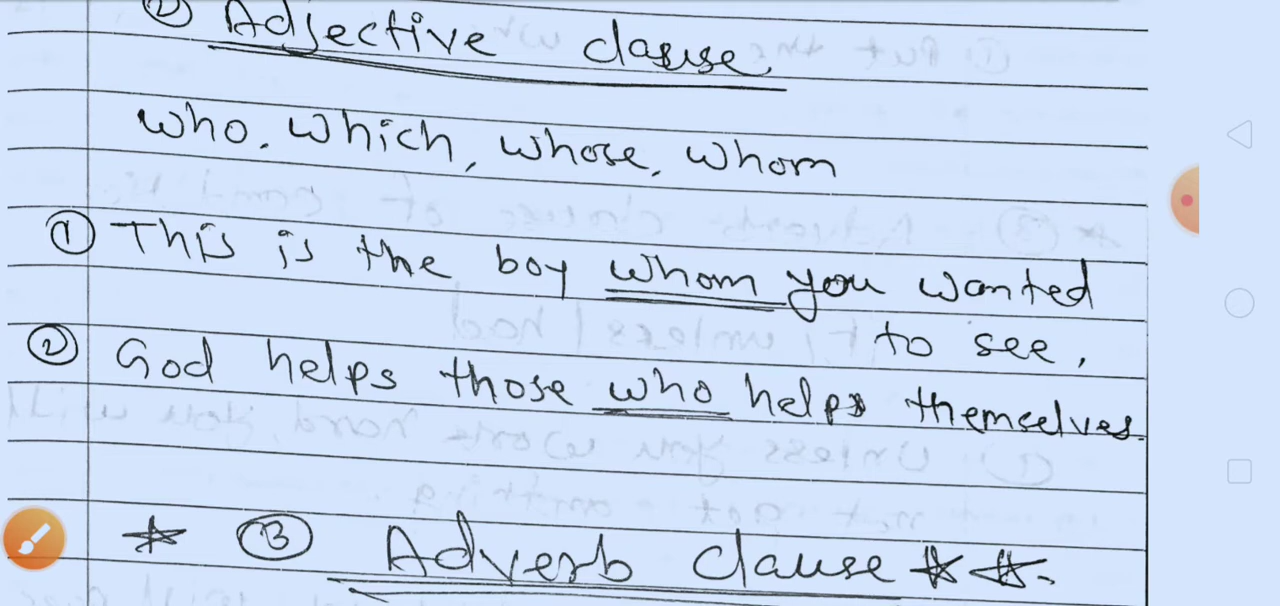 ② Adjective clause.
who, which, whose, whom
① This is the boy whom you wanted
to see,
② God helps those who helps themselves.
* ③ Adverb Clause * *